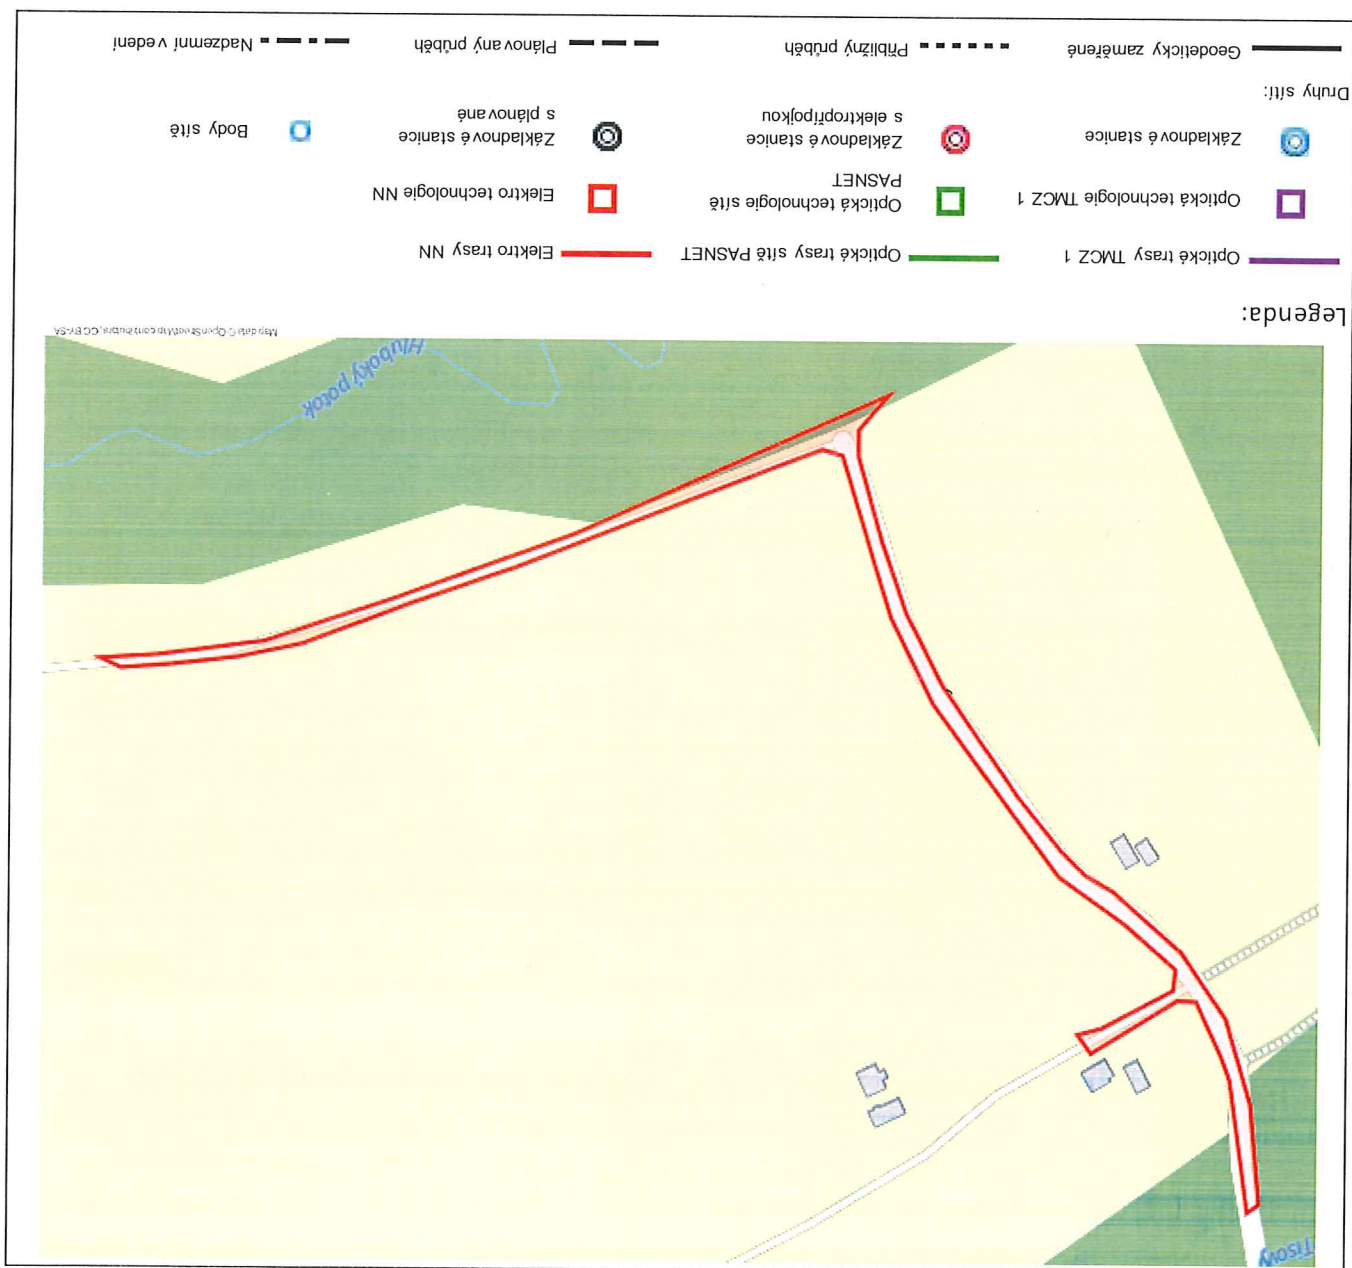 Tisový
Hluboký potok
Map data © OpenStreetMap contributors, CC BY-SA
Legenda:
Optické trasy TMCZ 1
Optické trasy sítě PASNET
Elektro trasy NN
Optická technologie TMCZ 1
Optická technologie sítě
PASNET
Elektro technologie NN
Základnové stanice
Základnové stanice
s elektropřípojkou
Základnové stanice
s plánované
Body sítě
Druhy sítí:
Geodeticky zaměřené
Přibližný průběh
Plánovaný průběh
Nadzemní vedení